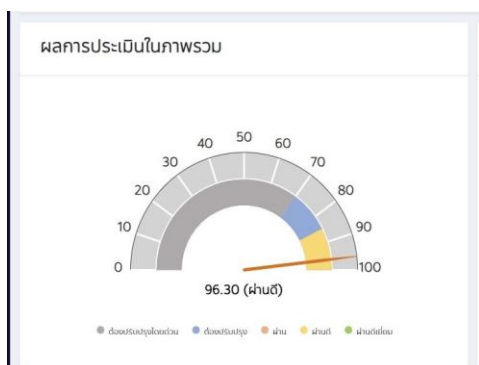 ผลการประเมินในภาพรวม
50
40 60
30 70
20 80
10 90
0 100
96.30 (ผ่านดี)
ต้องปรับปรุงโดยด่วน ต้องปรับปรุง ผ่าน ผ่านดี ผ่านดีเยี่ยม